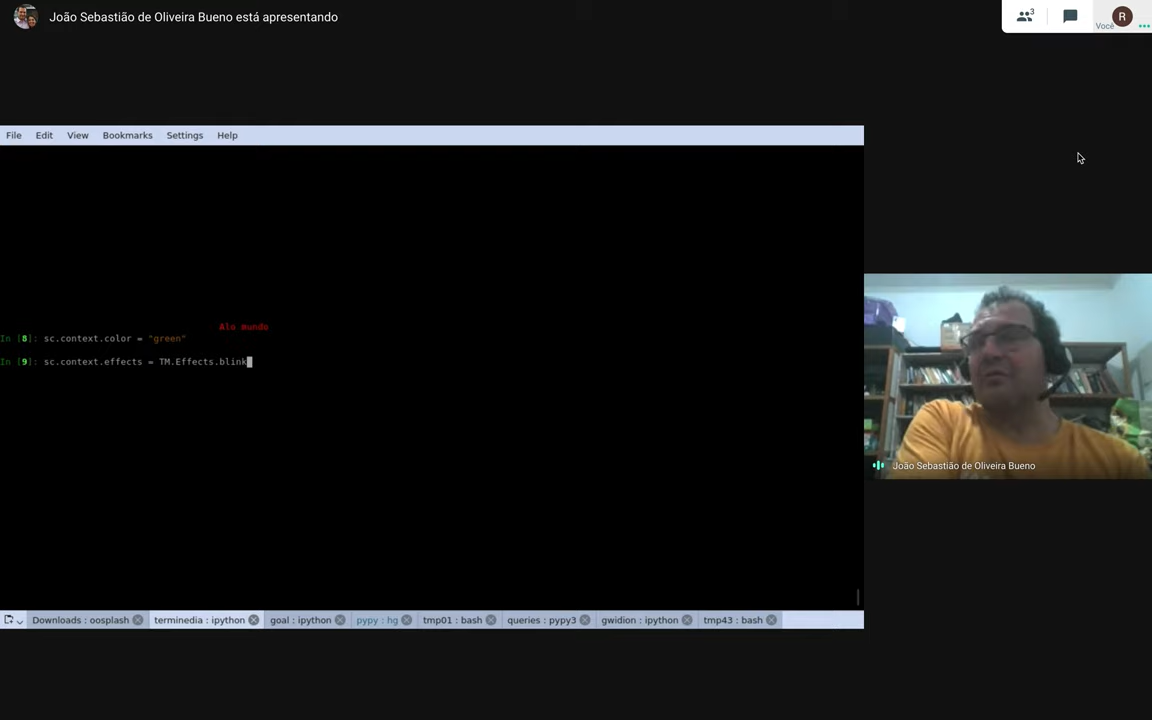 João Sebastião de Oliveira Bueno está apresentando
3
Você
R
File Edit View Bookmarks Settings Help
Alo mundo
In [8]: sc.context.color = "green"
In [9]: sc.context.effects = TM.Effects.blink
João Sebastião de Oliveira Bueno
Downloads : oosplash terminedia : ipython goal : ipython pypy : hg tmp01 : bash queries : pypy3 gwidion : ipython tmp43 : bash